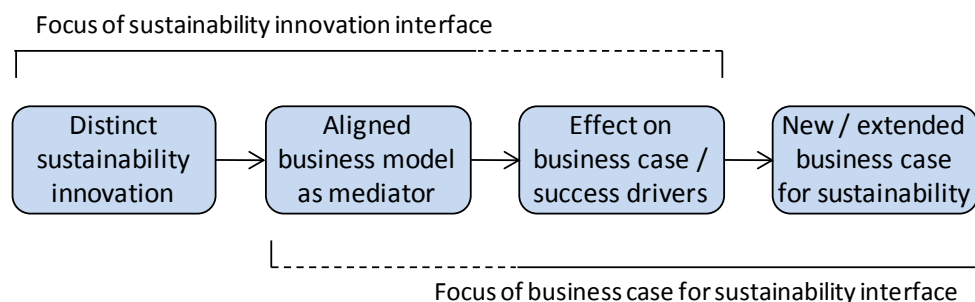 Focus of sustainability innovation interface
Distinct
sustainability
innovation
Aligned
business model
as mediator
Effect on
business case /
success drivers
New / extended
business case
for sustainability
Focus of business case for sustainability interface